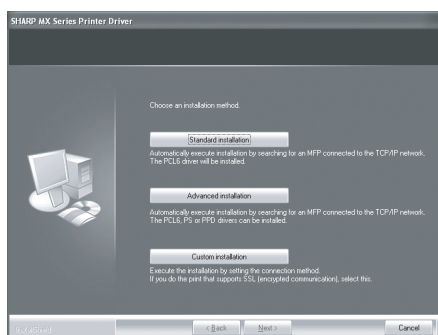 SHARP MX Series Printer Driver
Choose an installation method.
Standard installation
Automatically execute installation by searching for an MFP connected to the TCP/IP network.
The PCL6 driver will be installed.
Advanced installation
Automatically execute installation by searching for an MFP connected to the TCP/IP network.
The PCL6, PS or PPD drivers can be installed.
Custom installation
Execute the installation by setting the connection method.
If you do the print that supports SSL (encrypted communication), select this.
InstallShield
< Back
Next >
Cancel